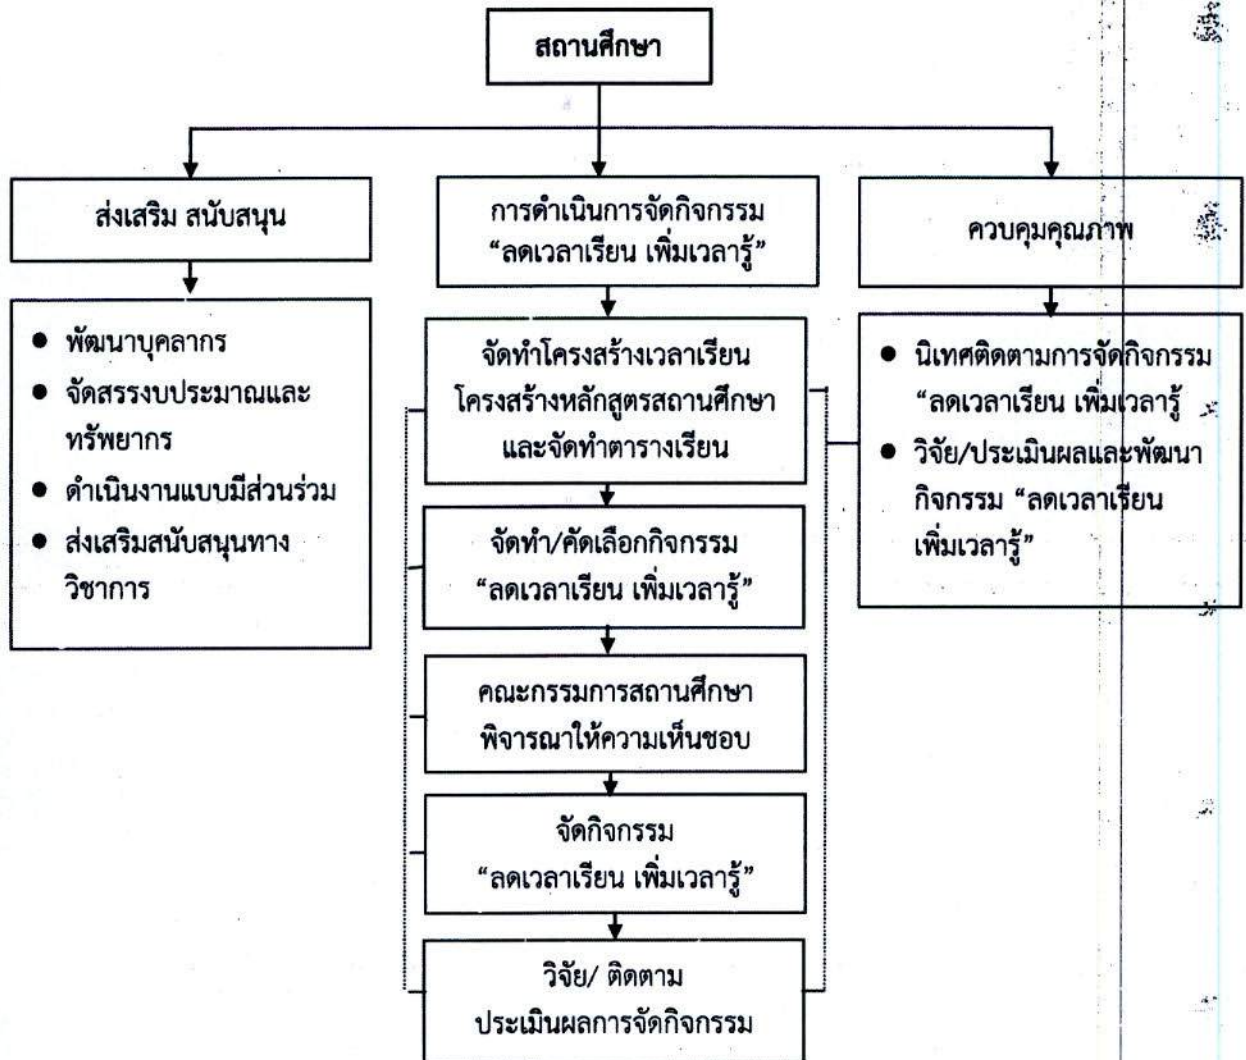 สถานศึกษา
ส่งเสริม สนับสนุน
● พัฒนาบุคลากร
● จัดสรรงบประมาณและ
ทรัพยากร
● ดำเนินงานแบบมีส่วนร่วม
● ส่งเสริมสนับสนุนทาง
วิชาการ
การดำเนินการจัดกิจกรรม
“ลดเวลาเรียน เพิ่มเวลารู้”
จัดทำโครงสร้างเวลาเรียน
โครงสร้างหลักสูตรสถานศึกษา
และจัดทำตารางเรียน
จัดทำ/คัดเลือกกิจกรรม
“ลดเวลาเรียน เพิ่มเวลารู้”
คณะกรรมการสถานศึกษา
พิจารณาให้ความเห็นชอบ
จัดกิจกรรม
“ลดเวลาเรียน เพิ่มเวลารู้”
วิจัย/ ติดตาม
ประเมินผลการจัดกิจกรรม
ควบคุมคุณภาพ
● นิเทศติดตามการจัดกิจกรรม
“ลดเวลาเรียน เพิ่มเวลารู้
● วิจัย/ประเมินผลและพัฒนา
กิจกรรม “ลดเวลาเรียน
เพิ่มเวลารู้”